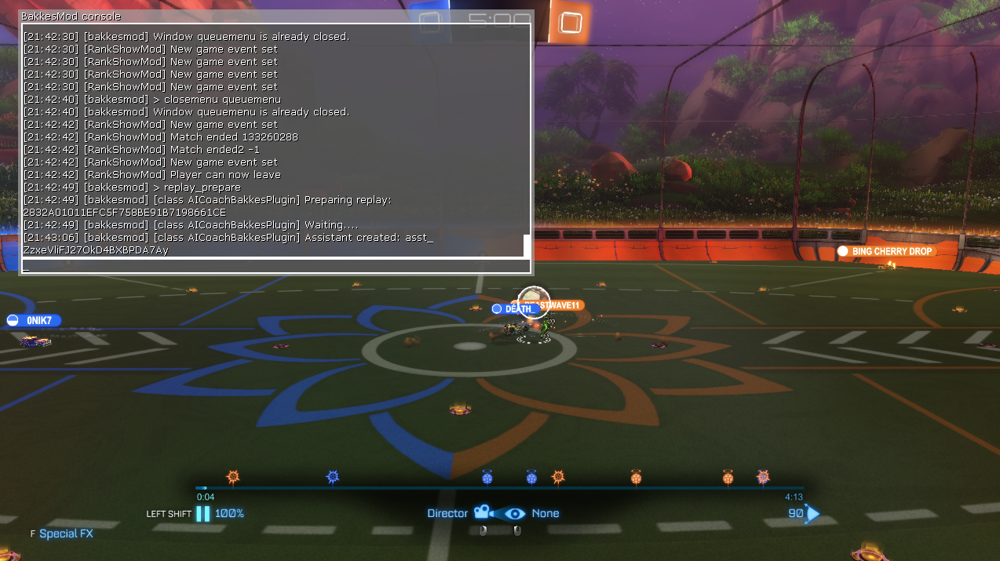 BakkesMod console
5:00
[21:42:30] [bakkesmod] Window queuemenu is already closed.
[21:42:30] [RankShowMod] New game event set
[21:42:30] [RankShowMod] New game event set
[21:42:30] [RankShowMod] New game event set
[21:42:30] [RankShowMod] New game event set
[21:42:40] [bakkesmod] > closemenu queuemenu
[21:42:40] [bakkesmod] Window queuemenu is already closed.
[21:42:42] [RankShowMod] New game event set
[21:42:42] [RankShowMod] Match ended 133260288
[21:42:42] [RankShowMod] Match ended2 -1
[21:42:42] [RankShowMod] New game event set
[21:42:42] [RankShowMod] Player can now leave
[21:42:49] [bakkesmod] > replay_prepare
[21:42:49] [bakkesmod] [class AICoachBakkesPlugin] Preparing replay:
2832A01011EFC5F758BE91B7198661CE
[21:42:49] [bakkesmod] [class AICoachBakkesPlugin] Waiting....
[21:43:06] [bakkesmod] [class AICoachBakkesPlugin] Assistant created: asst_
ZzxeVliFJ27OkD4BXBPDA7Ay
BING CHERRY DROP
DEATH_
EASTWAVE11
0NIK7
0:04
4:13
LEFT SHIFT 100%
Director
None
90
F Special FX